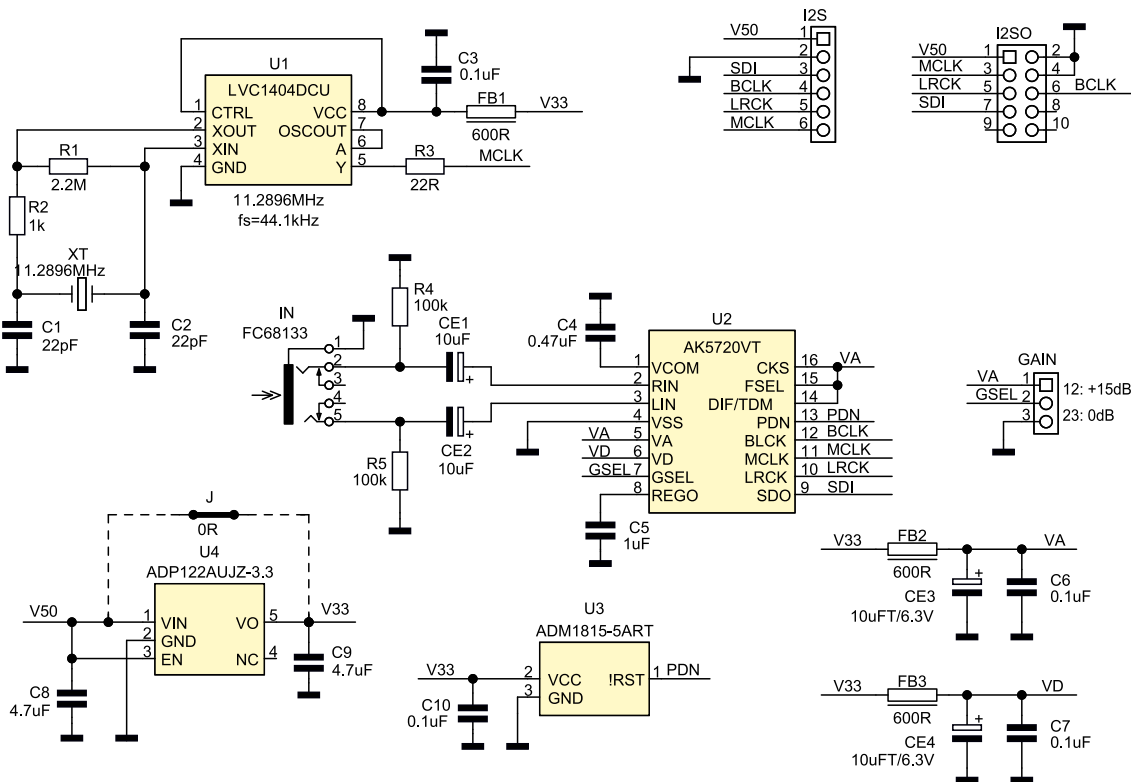 U1
LVC1404DCU
1 CTRL VCC 8
2 XOUT OSCOUT 7
3 XIN A 6
4 GND Y 5
11.2896MHz
fs=44.1kHz
C3
0.1uF
FB1
600R
V33
R3
22R
MCLK
R1
2.2M
R2
1k
XT
11.2896MHz
C1
22pF
C2
22pF
I2S
V50 1
2
SDI 3
BCLK 4
LRCK 5
MCLK 6
I2SO
V50 1 2
MCLK 3 4
LRCK 5 6 BCLK
SDI 7 8
9 10
IN
FC68133
1
2
3
4
5
R4
100k
CE1
10uF
+
+
CE2
10uF
R5
100k
C4
0.47uF
U2
AK5720VT
1 VCOM CKS 16 VA
2 RIN FSEL 15
3 LIN DIF/TDM 14
4 VSS PDN 13 PDN
VA 5 VA BLCK 12 BCLK
VD 6 VD MCLK 11 MCLK
GSEL 7 GSEL LRCK 10 LRCK
8 REGO SDO 9 SDI
C5
1uF
GAIN
VA 1
GSEL 2
3
12: +15dB
23: 0dB
J
0R
U4
ADP122AUJZ-3.3
V50 1 VIN VO 5 V33
2 GND
3 EN NC 4
C8
4.7uF
C9
4.7uF
U3
ADM1815-5ART
V33 2 VCC !RST 1 PDN
3 GND
C10
0.1uF
V33 FB2 VA
600R
+
CE3
10uFT/6.3V
C6
0.1uF
V33 FB3 VD
600R
+
CE4
10uFT/6.3V
C7
0.1uF